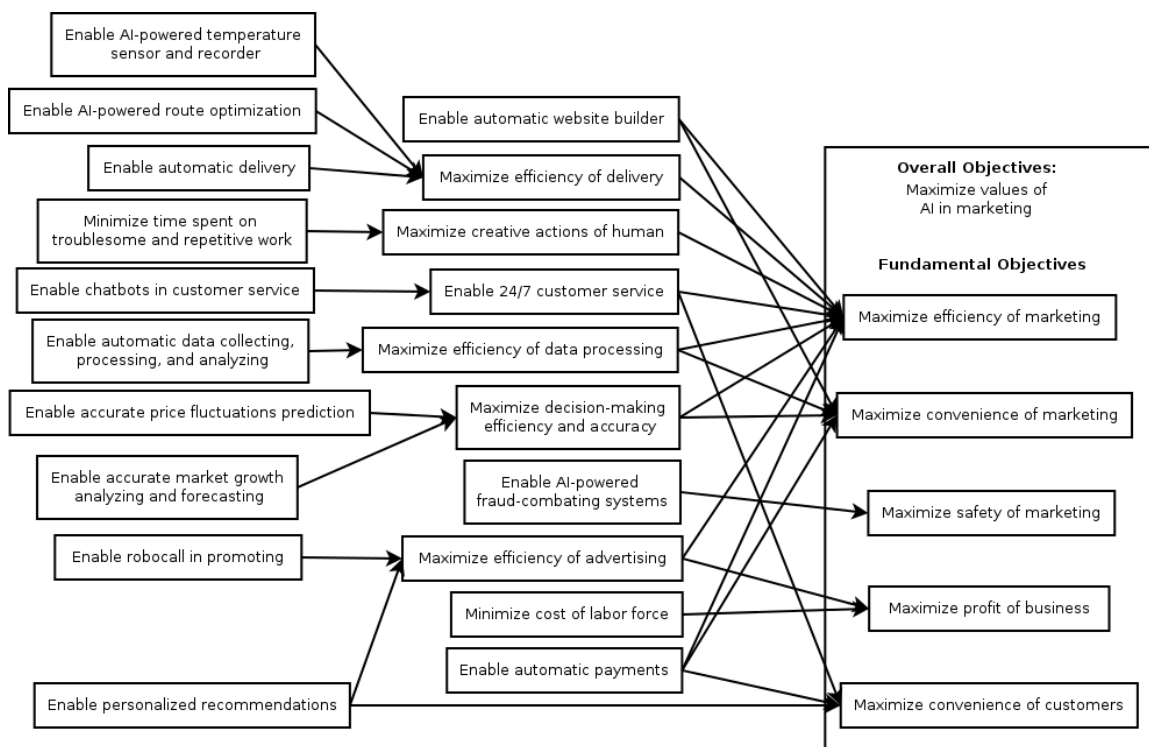 Enable AI-powered temperature
sensor and recorder
Enable AI-powered route optimization
Enable automatic delivery
Minimize time spent on
troublesome and repetitive work
Enable chatbots in customer service
Enable automatic data collecting,
processing, and analyzing
Enable accurate price fluctuations prediction
Enable accurate market growth
analyzing and forecasting
Enable robocall in promoting
Enable personalized recommendations
Enable automatic website builder
Maximize efficiency of delivery
Maximize creative actions of human
Enable 24/7 customer service
Maximize efficiency of data processing
Maximize decision-making
efficiency and accuracy
Enable AI-powered
fraud-combating systems
Maximize efficiency of advertising
Minimize cost of labor force
Enable automatic payments
Overall Objectives:
Maximize values of
AI in marketing
Fundamental Objectives
Maximize efficiency of marketing
Maximize convenience of marketing
Maximize safety of marketing
Maximize profit of business
Maximize convenience of customers